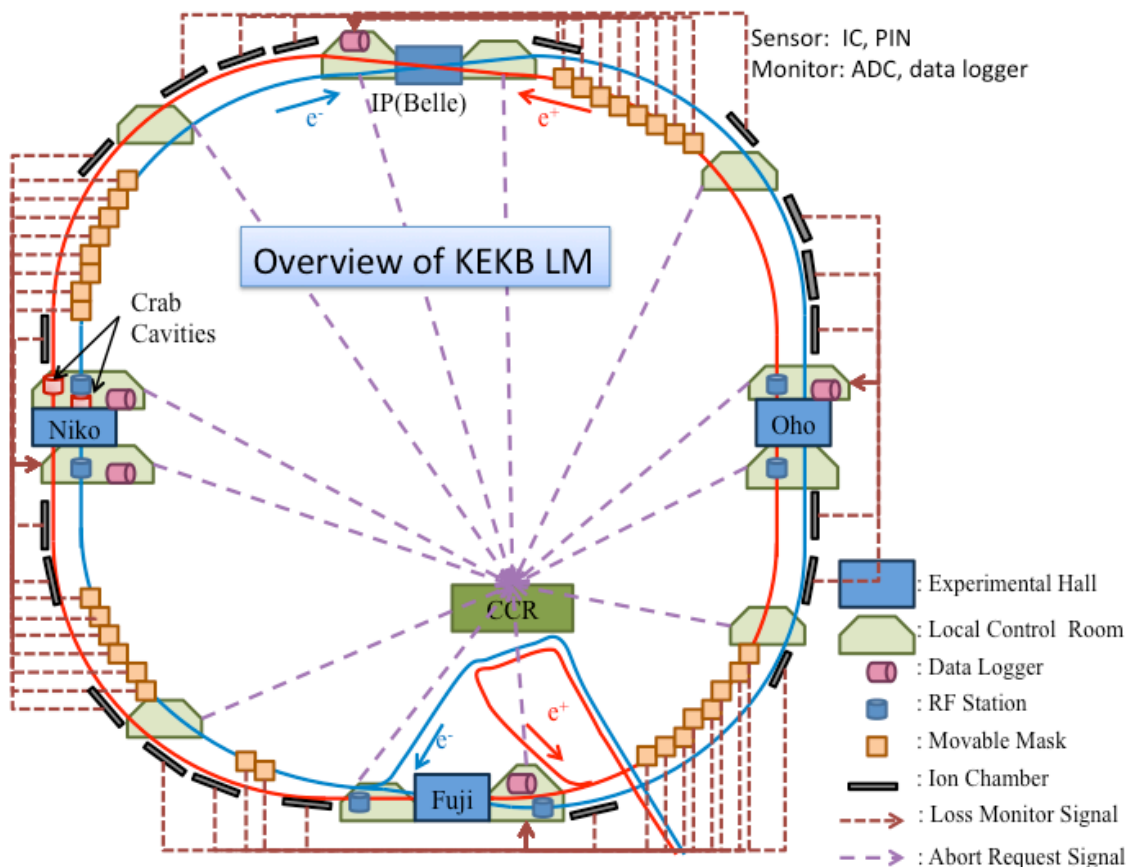 Sensor: IC, PIN
Monitor: ADC, data logger
IP(Belle)
e-
e+
Overview of KEKB LM
Crab
Cavities
Niko
Oho
CCR
e-
e+
Fuji
: Experimental Hall
: Local Control Room
: Data Logger
: RF Station
: Movable Mask
: Ion Chamber
: Loss Monitor Signal
: Abort Request Signal